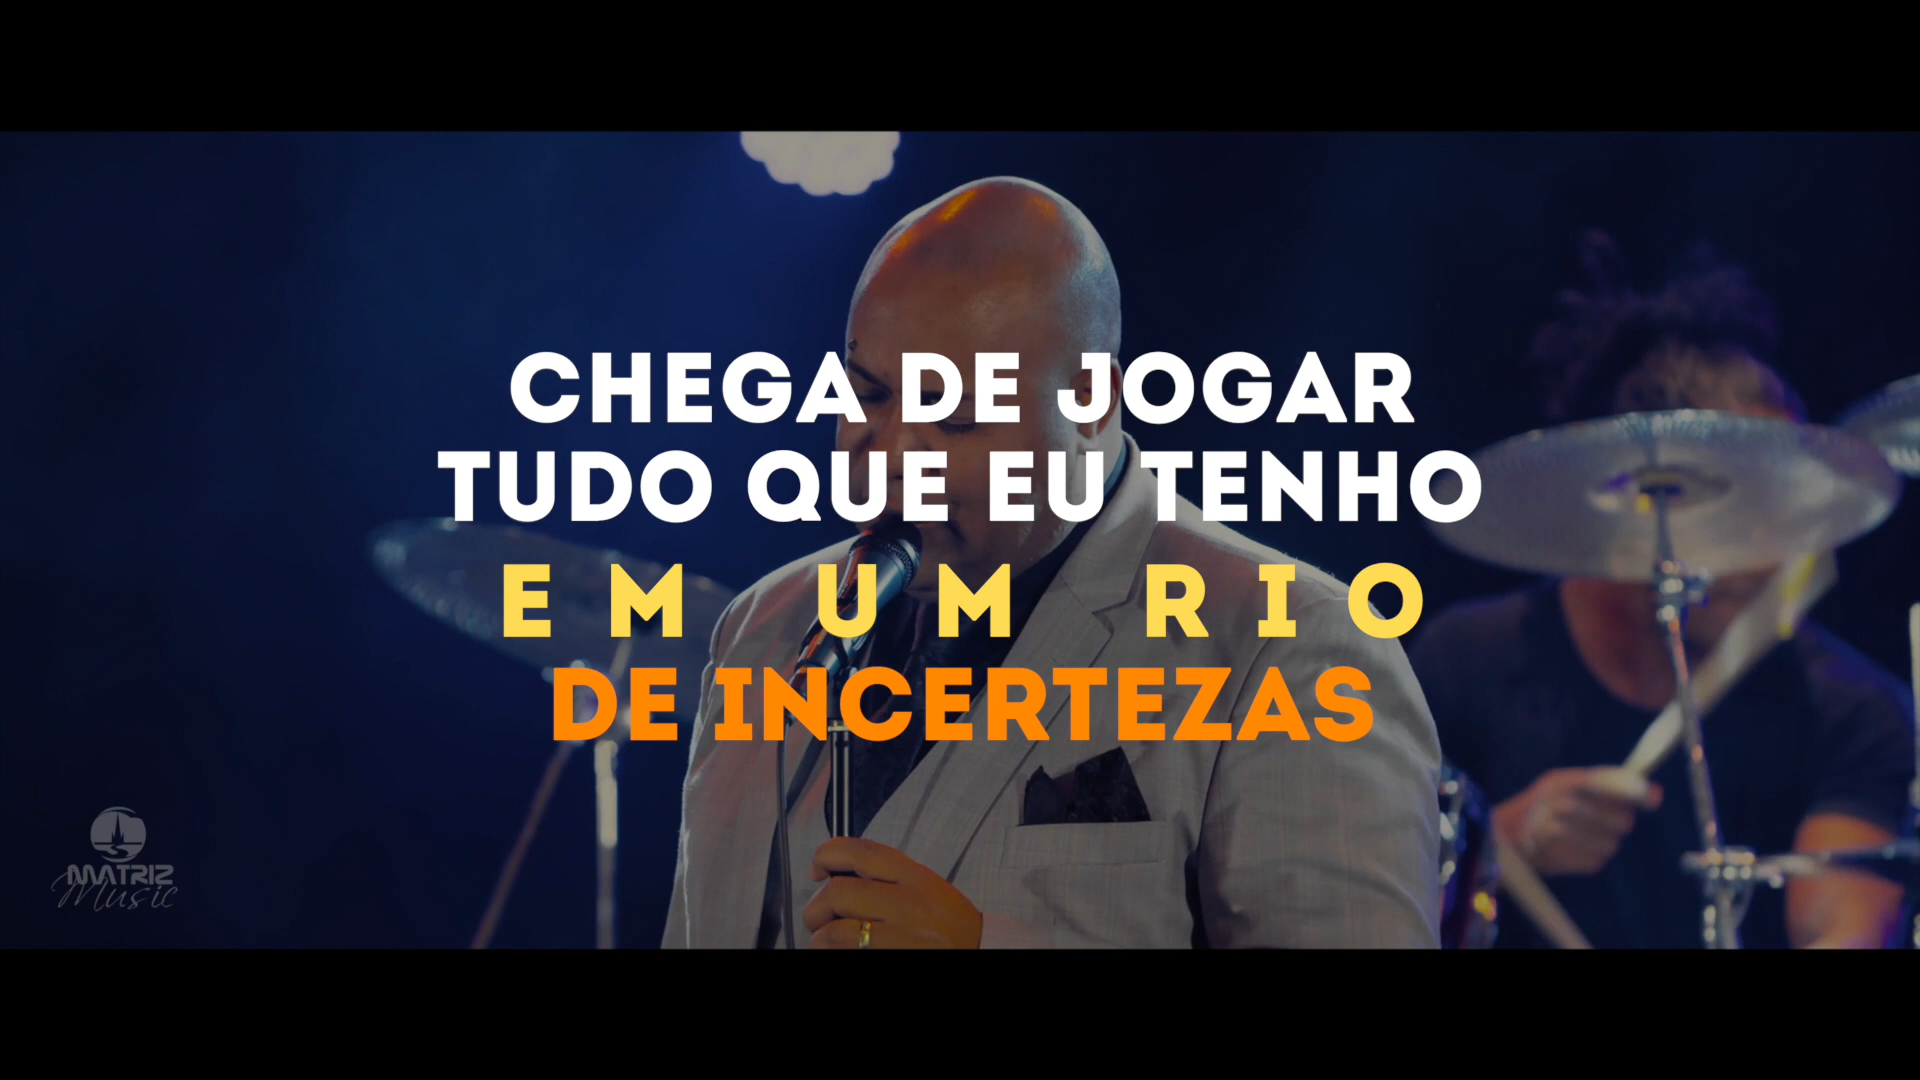 CHEGA DE JOGAR
TUDO QUE EU TENHO
EM UM RIO
DE INCERTEZAS
MATRIZ
Music